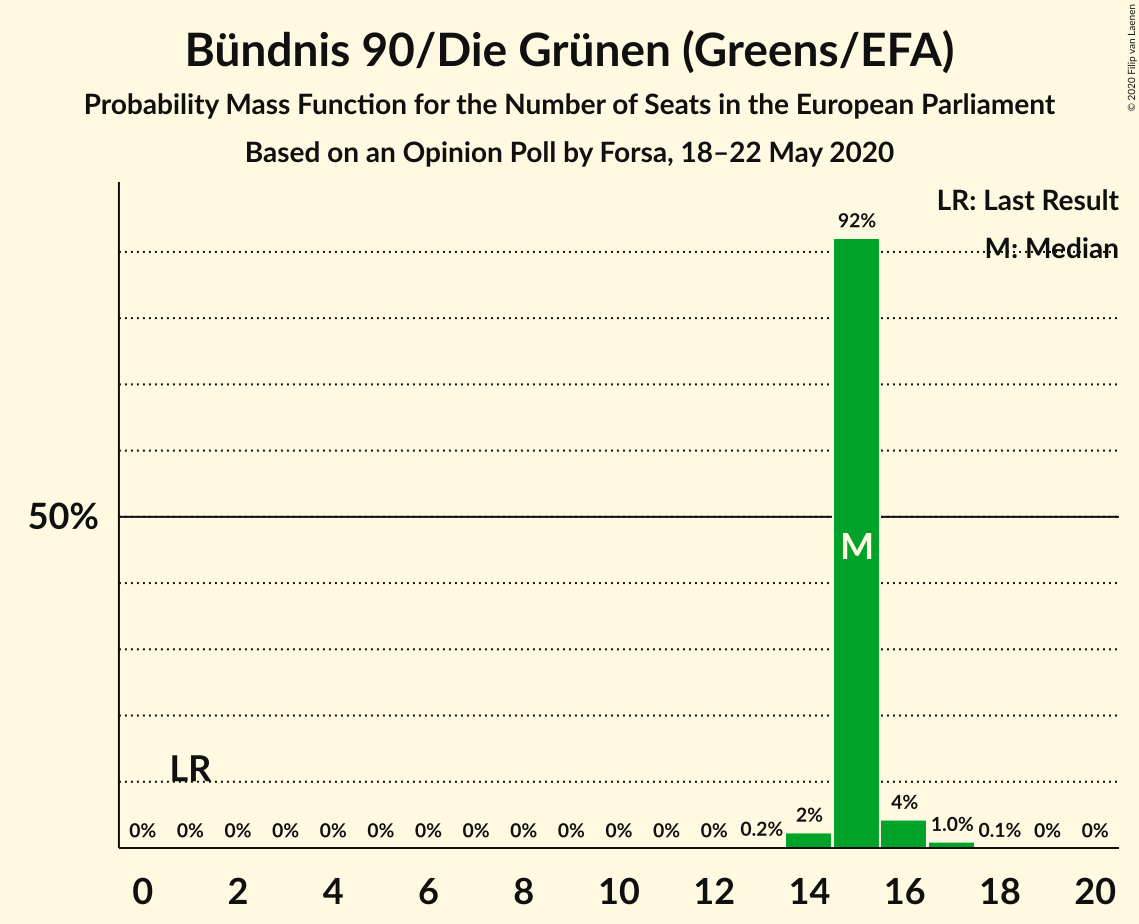 Bündnis 90/Die Grünen (Greens/EFA)
Probability Mass Function for the Number of Seats in the European Parliament
Based on an Opinion Poll by Forsa, 18–22 May 2020
© 2020 Filip van Laenen
LR: Last Result
M: Median
92%
50%
M
LR
0% 0% 0% 0% 0% 0% 0% 0% 0% 0% 0% 0% 0% 0.2% 2% 4% 1.0% 0.1% 0% 0%
0 2 4 6 8 10 12 14 16 18 20